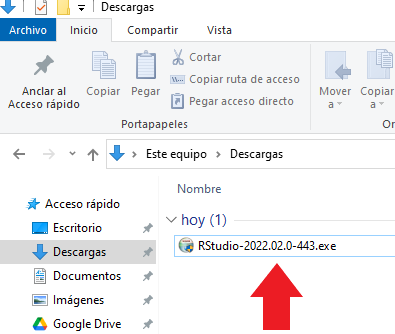 Descargas
Archivo Inicio Compartir Vista
Anclar al
Acceso rápido
Copiar
Pegar
Cortar
Copiar ruta de acceso
Pegar acceso directo
Mover
a
Copiar
a
Portapapeles
Or
Este equipo > Descargas
Acceso rápido
Escritorio
Descargas
Documentos
Imágenes
Google Drive
Nombre
hoy (1)
RStudio-2022.02.0-443.exe